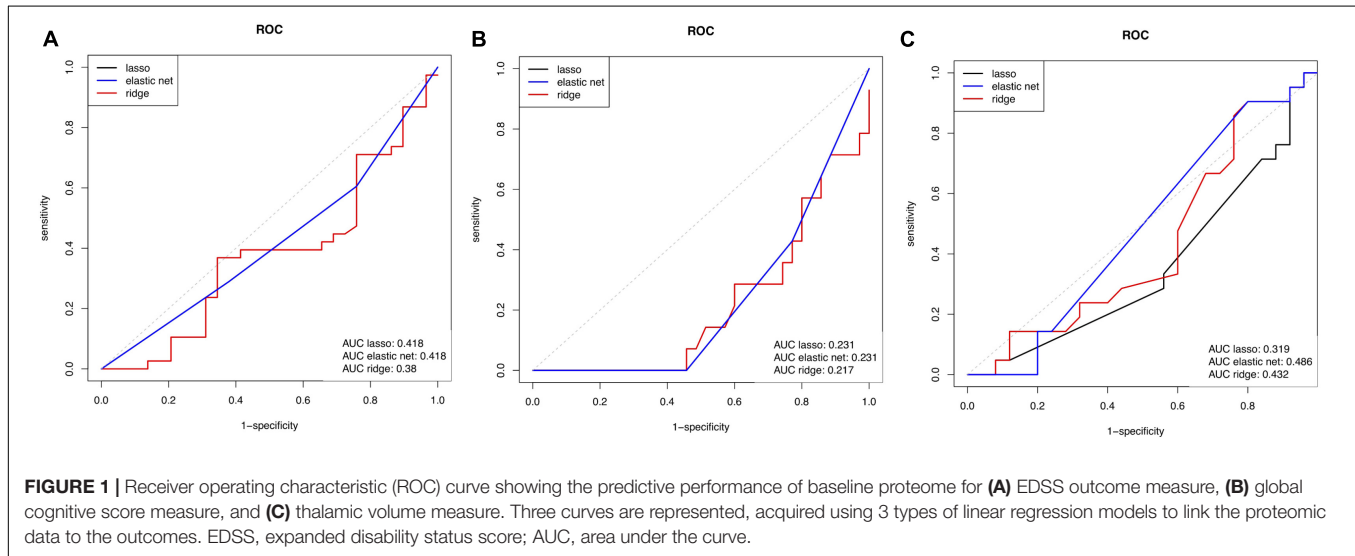 A
ROC
lasso
elastic net
ridge
sensitivity
1.0
0.8
0.6
0.4
0.2
0.0
AUC lasso: 0.418
AUC elastic net: 0.418
AUC ridge: 0.38
0.0 0.2 0.4 0.6 0.8 1.0
1-specificity
B
ROC
lasso
elastic net
ridge
sensitivity
1.0
0.8
0.6
0.4
0.2
0.0
AUC lasso: 0.231
AUC elastic net: 0.231
AUC ridge: 0.217
0.0 0.2 0.4 0.6 0.8 1.0
1-specificity
C
ROC
lasso
elastic net
ridge
sensitivity
1.0
0.8
0.6
0.4
0.2
0.0
AUC lasso: 0.319
AUC elastic net: 0.486
AUC ridge: 0.432
0.0 0.2 0.4 0.6 0.8
1-specificity
FIGURE 1 | Receiver operating characteristic (ROC) curve showing the predictive performance of baseline proteome for (A) EDSS outcome measure, (B) global
cognitive score measure, and (C) thalamic volume measure. Three curves are represented, acquired using 3 types of linear regression models to link the proteomic
data to the outcomes. EDSS, expanded disability status score; AUC, area under the curve.